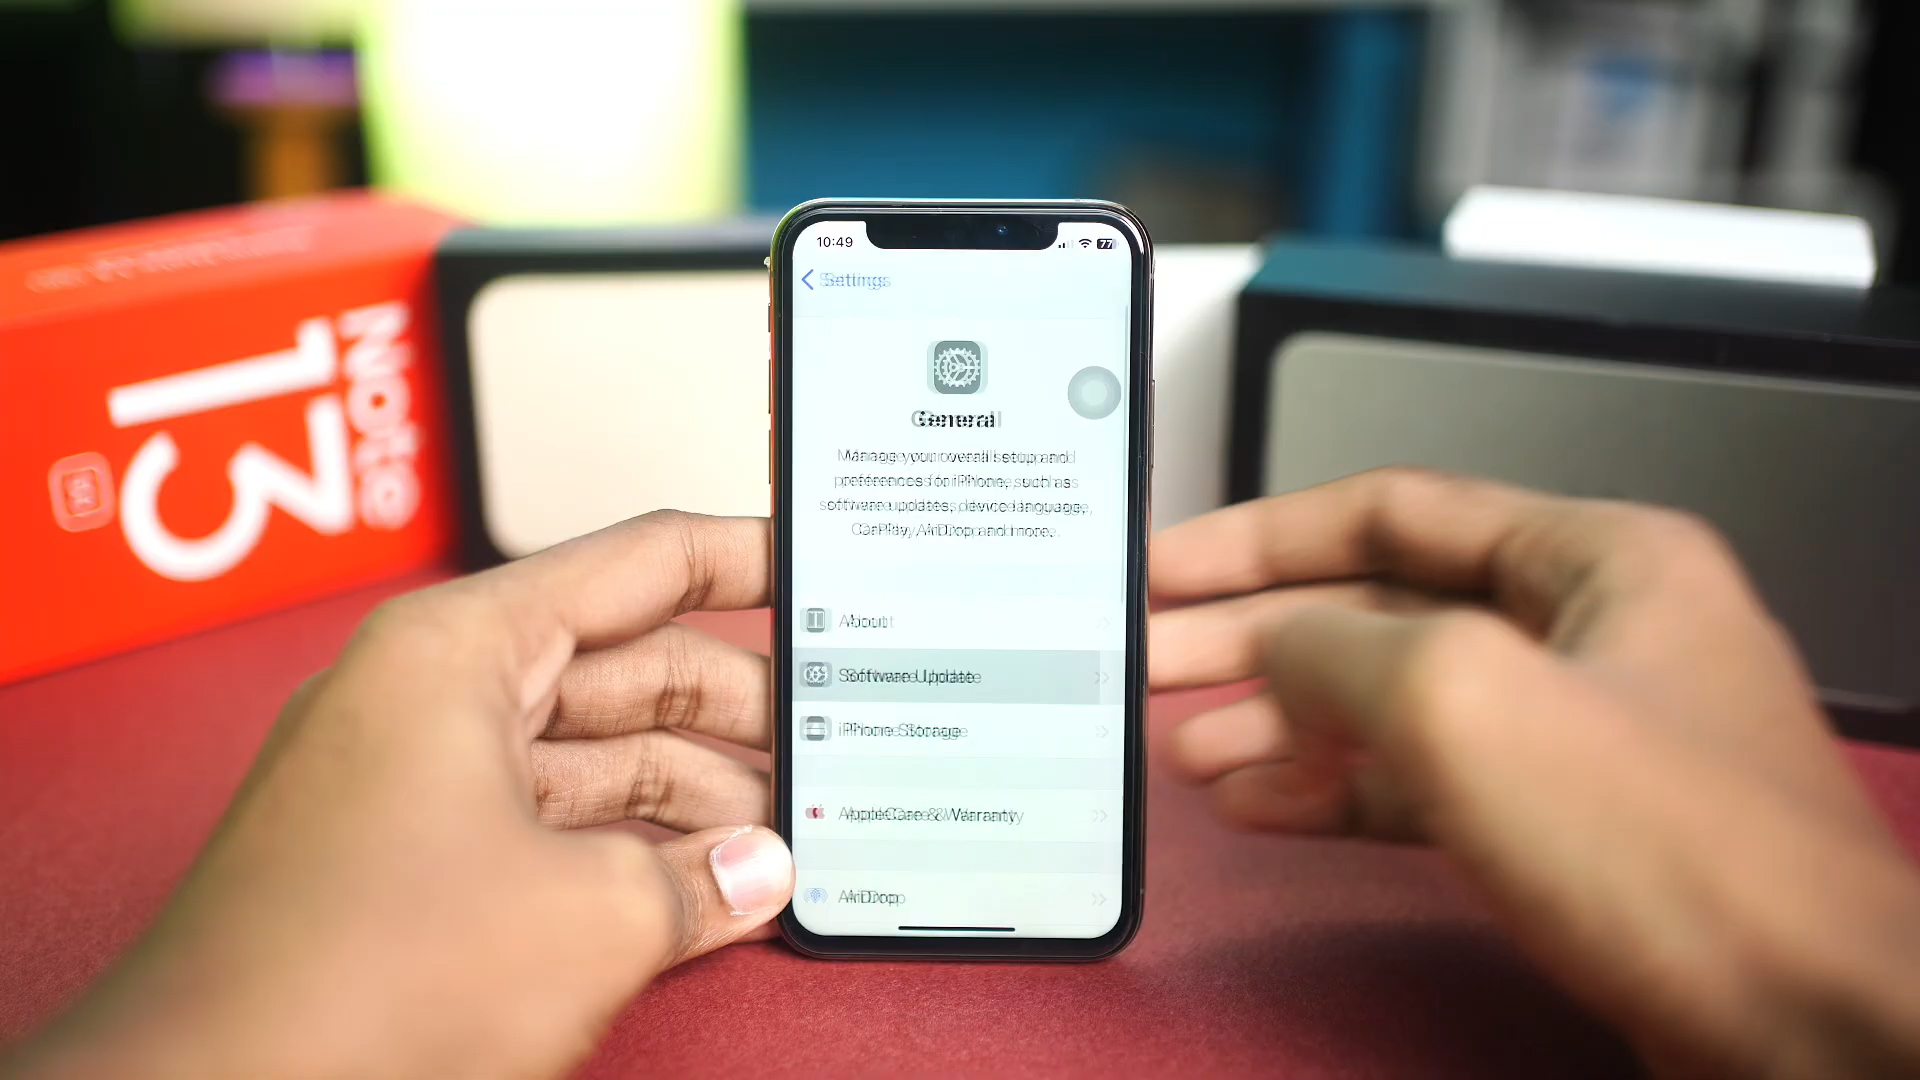 10:49
77
Settings
General
Manage your overall setup and
preferences for iPhone, such as
software updates, device language,
CarPlay, AirDrop and more.
About
Software Update
iPhone Storage
AppleCare & Warranty
AirDrop
Note
13